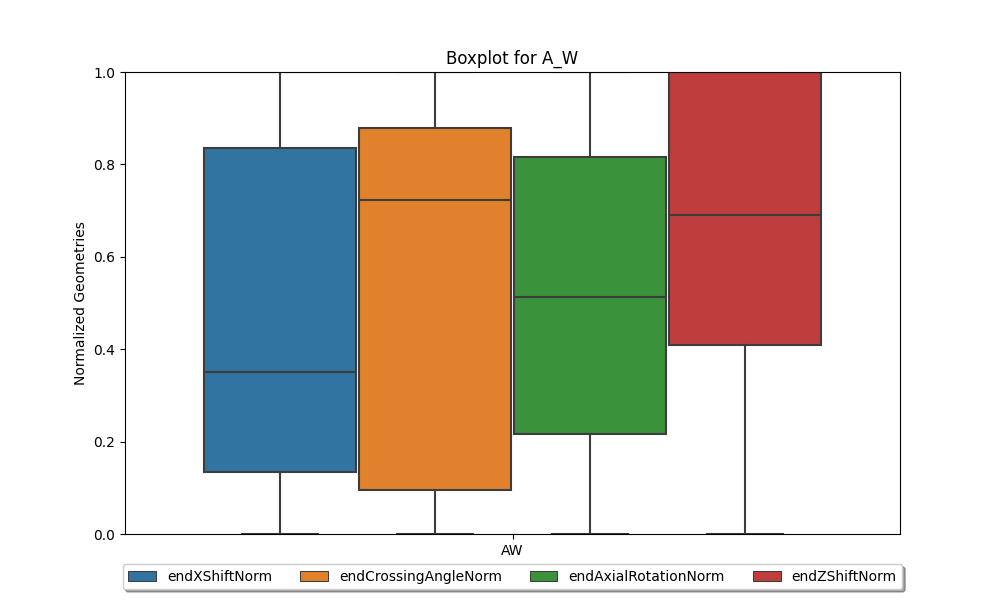 Boxplot for A_W
Normalized Geometries
1.0
0.8
0.6
0.4
0.2
0.0
AW
endXShiftNorm endCrossingAngleNorm endAxialRotationNorm endZShiftNorm